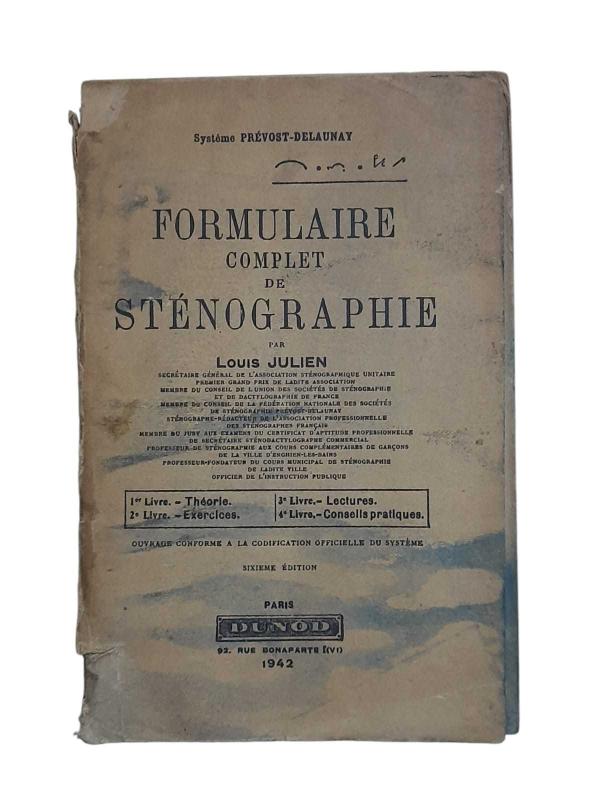 Système PRÉVOST-DELAUNAY
FORMULAIRE
COMPLET
DE
STÉNOGRAPHIE
PAR
LOUIS JULIEN
SECRÉTAIRE GÉNÉRAL DE L'ASSOCIATION STÉNOGRAPHIQUE UNITAIRE
PREMIER GRAND PRIX DE LADITE ASSOCIATION
MEMBRE DU CONSEIL DE L'UNION DES SOCIÉTÉS DE STÉNOGRAPHIE
ET DE DACTYLOGRAPHIE DE FRANCE
MEMBRE DU CONSEIL DE LA FÉDÉRATION NATIONALE DES SOCIÉTÉS
DE STÉNOGRAPHIE PRÉVOST-DELAUNAY
STÉNOGRAPHE-RÉDACTEUR DE L'ASSOCIATION PROFESSIONNELLE
DES STÉNOGRAPHES FRANÇAIS
MEMBRE DU JURY AUX EXAMENS DU CERTIFICAT D'APTITUDE PROFESSIONNELLE
DE SECRÉTAIRE STÉNODACTYLOGRAPHE COMMERCIAL
PROFESSEUR DE STÉNOGRAPHIE AUX COURS COMPLÉMENTAIRES DE GARÇONS
DE LA VILLE D'ENGHIEN-LES-BAINS
PROFESSEUR-FONDATEUR DU COURS MUNICIPAL DE STÉNOGRAPHIE
DE LADITE VILLE
OFFICIER DE L'INSTRUCTION PUBLIQUE
1er Livre. - Théorie.
2e Livre. - Exercices.
3e Livre. - Lectures.
4e Livre. - Conseils pratiques.
OUVRAGE CONFORME A LA CODIFICATION OFFICIELLE DU SYSTÈME
SIXIEME ÉDITION
PARIS
DUNOD
92, RUE BONAPARTE (VI)
1942